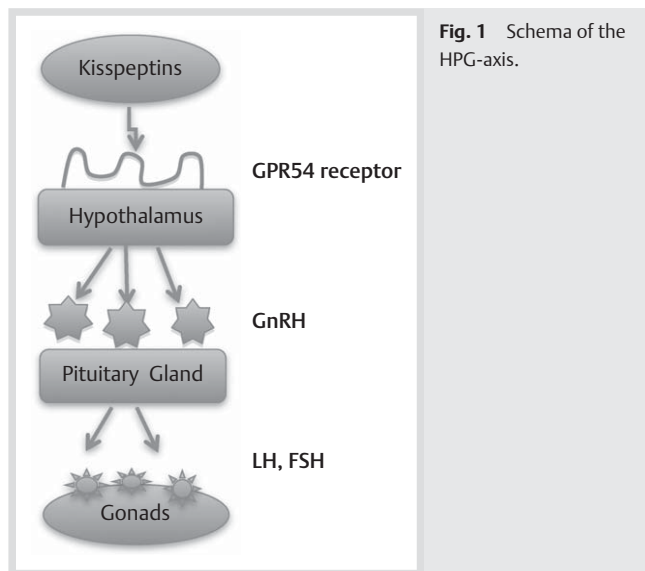 Kisspeptins
GPR54 receptor
Hypothalamus
GnRH
Pituitary Gland
LH, FSH
Gonads
Fig. 1 Schema of the
HPG-axis.